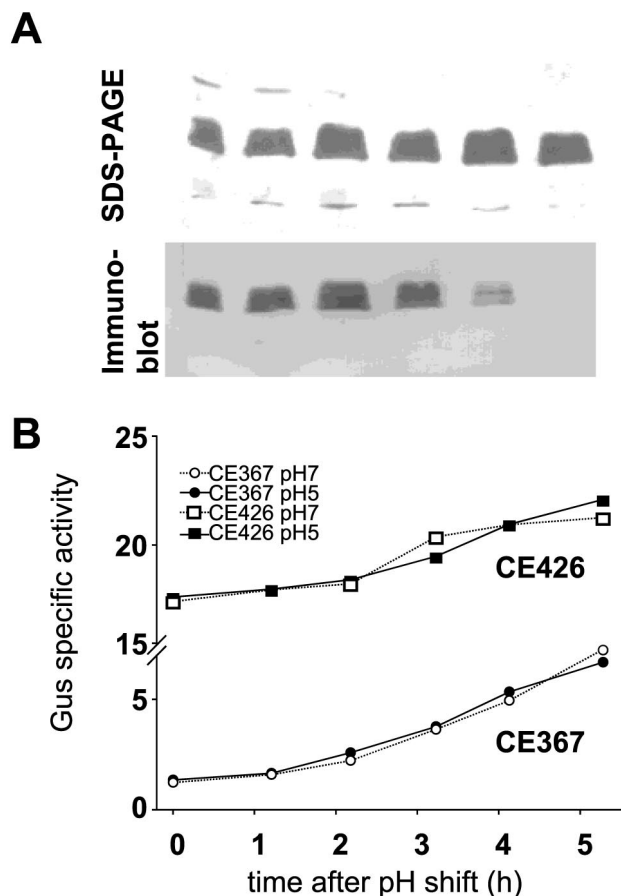 A
SDS-PAGE
Immuno-
blot
B
25
20
15
5
0
Gus specific activity
CE367 pH7
CE367 pH5
CE426 pH7
CE426 pH5
CE426
CE367
0 1 2 3 4 5
time after pH shift (h)